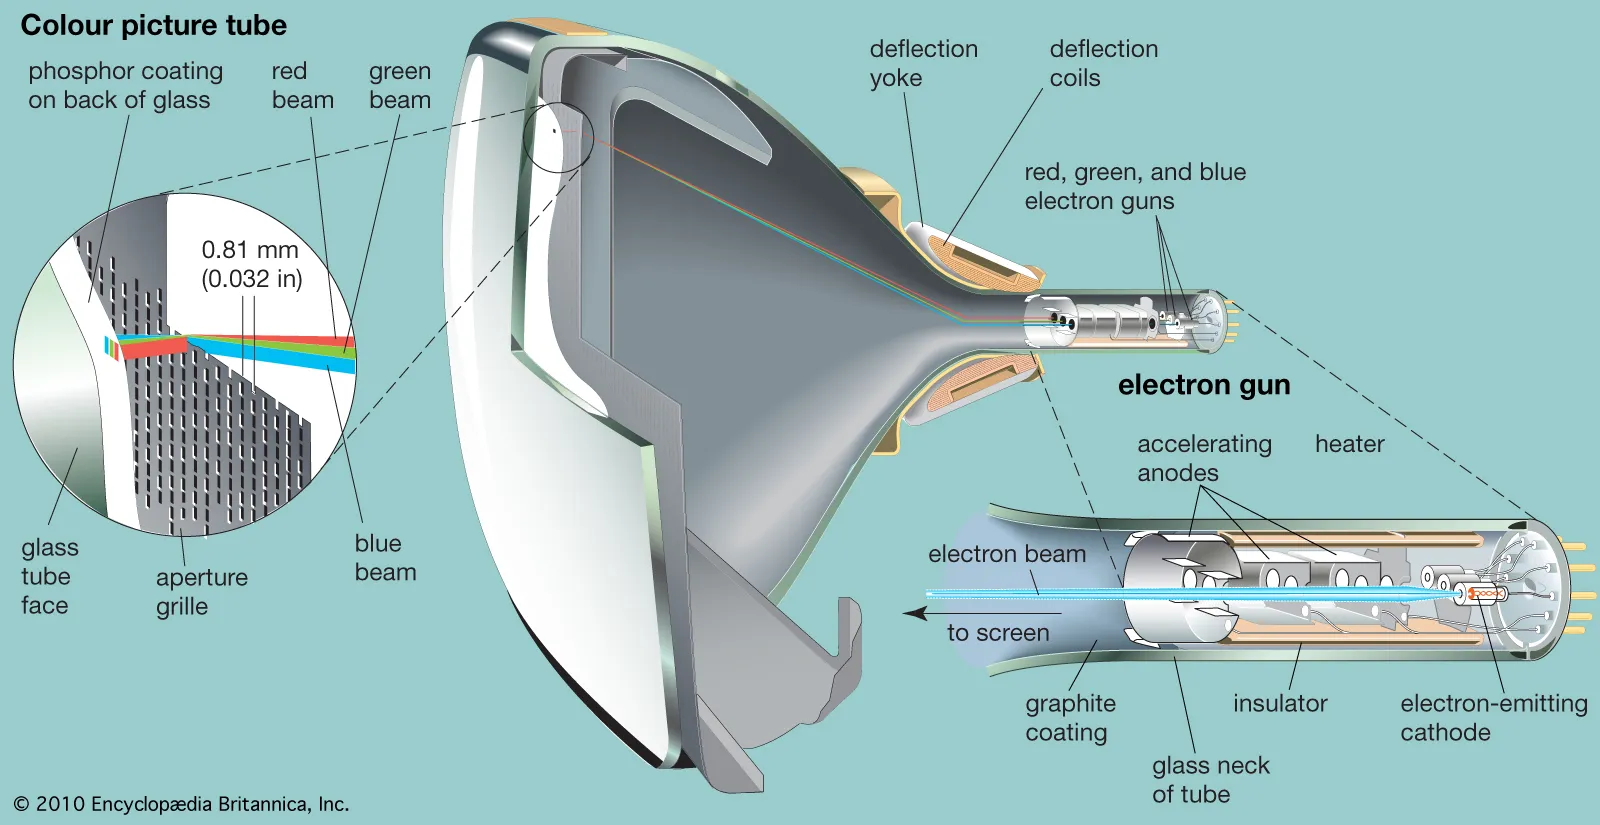 Colour picture tube
phosphor coating
on back of glass
red
beam
green
beam
0.81 mm
(0.032 in)
glass
tube
face
aperture
grille
blue
beam
deflection
yoke
deflection
coils
red, green, and blue
electron guns
electron gun
accelerating
anodes
heater
electron beam
to screen
graphite
coating
insulator
electron-emitting
cathode
glass neck
of tube
© 2010 Encyclopædia Britannica, Inc.